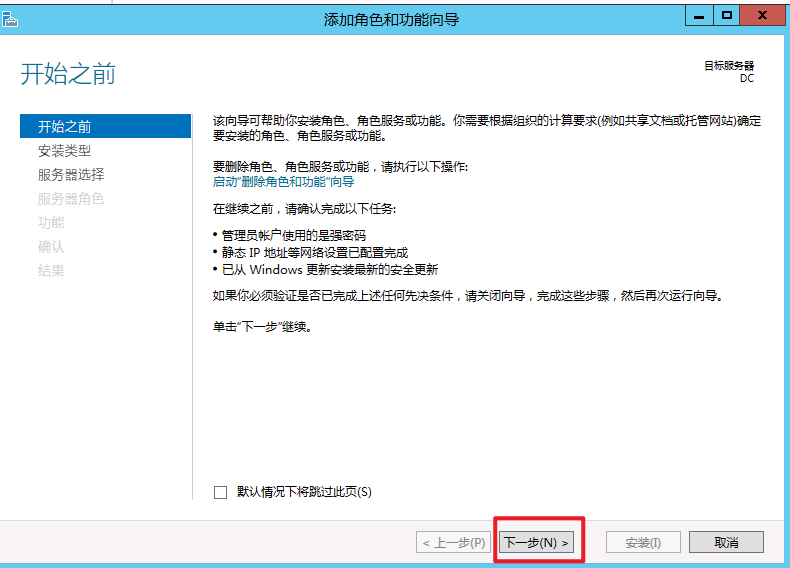 添加角色和功能向导
开始之前
目标服务器
DC
开始之前
安装类型
服务器选择
服务器角色
功能
确认
结果
该向导可帮助你安装角色、角色服务或功能。你需要根据组织的计算要求(例如共享文档或托管网站)确定
要安装的角色、角色服务或功能。
要删除角色、角色服务或功能，请执行以下操作:
启动"删除角色和功能"向导
在继续之前，请确认完成以下任务:
• 管理员帐户使用的是强密码
• 静态 IP 地址等网络设置已配置完成
• 已从 Windows 更新安装最新的安全更新
如果你必须验证是否已完成上述任何先决条件，请关闭向导，完成这些步骤，然后再次运行向导。
单击"下一步"继续。
默认情况下将跳过此页(S)
< 上一步(P)
下一步(N) >
安装(I)
取消